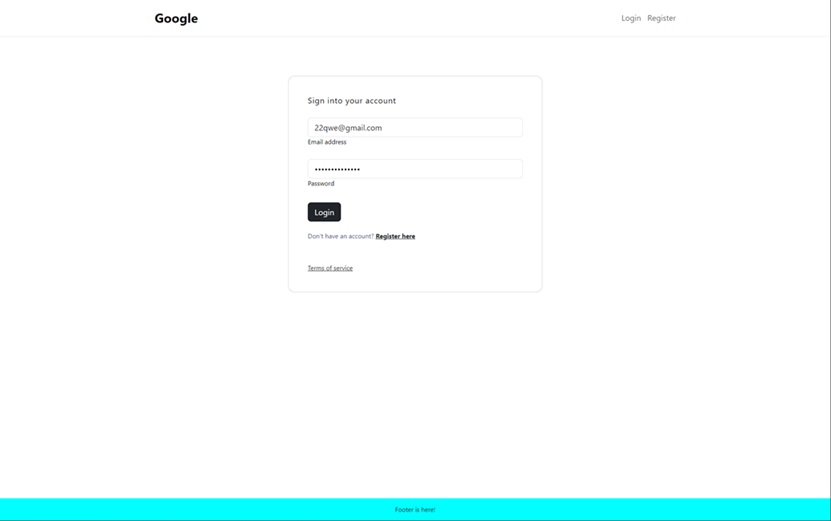 Google
Login Register
Sign into your account
22qwe@gmail.com
Email address
••••••••••••••
Password
Login
Don't have an account? Register here
Terms of service
Footer is here!